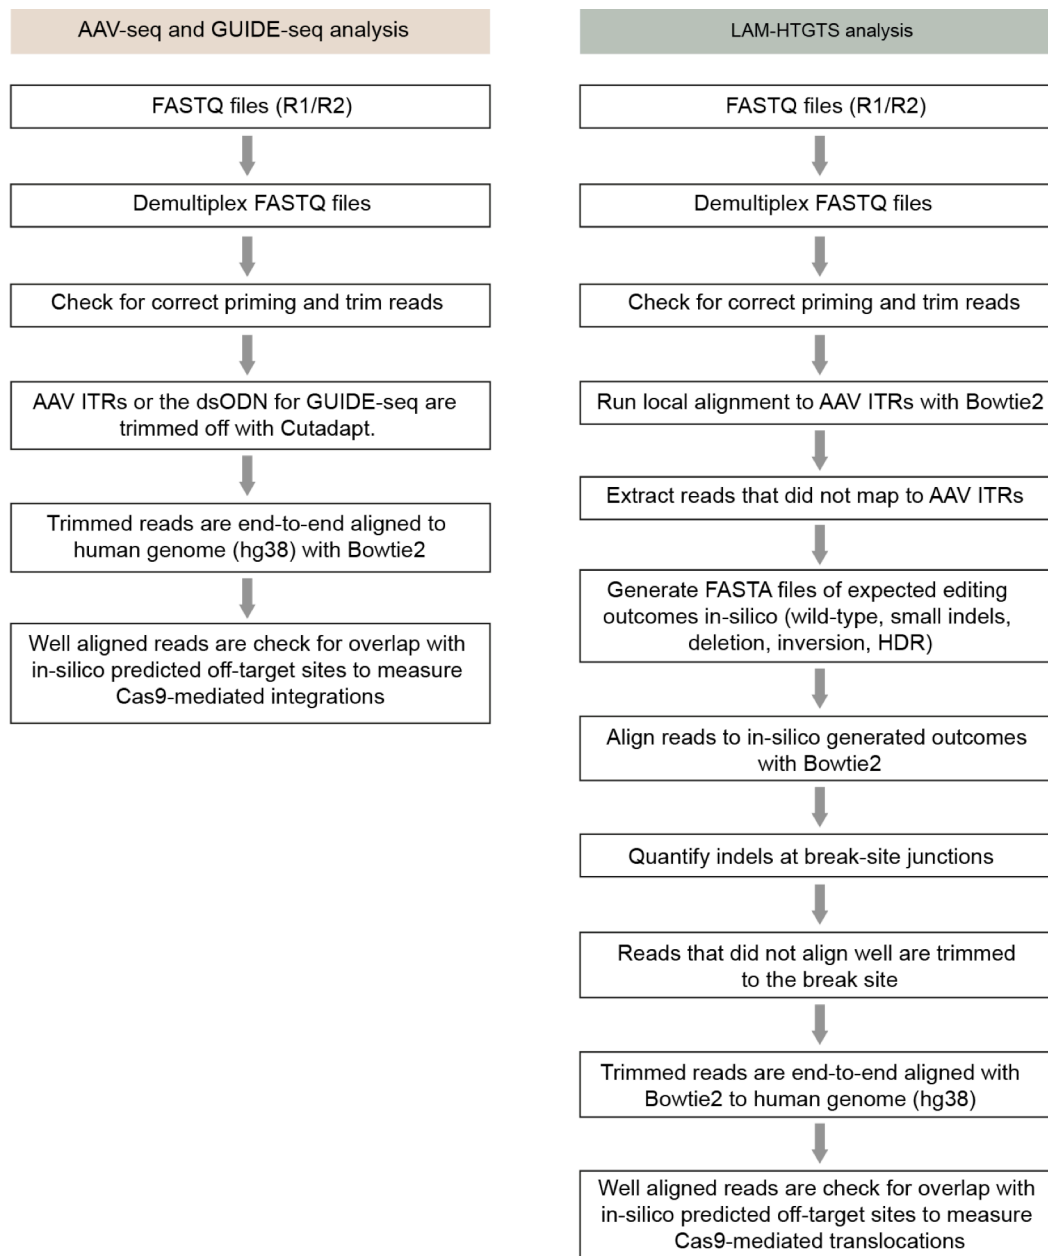 AAV-seq and GUIDE-seq analysis
FASTQ files (R1/R2)
Demultiplex FASTQ files
Check for correct priming and trim reads
AAV ITRs or the dsODN for GUIDE-seq are
trimmed off with Cutadapt.
Trimmed reads are end-to-end aligned to
human genome (hg38) with Bowtie2
Well aligned reads are check for overlap with
in-silico predicted off-target sites to measure
Cas9-mediated integrations
LAM-HTGTS analysis
FASTQ files (R1/R2)
Demultiplex FASTQ files
Check for correct priming and trim reads
Run local alignment to AAV ITRs with Bowtie2
Extract reads that did not map to AAV ITRs
Generate FASTA files of expected editing
outcomes in-silico (wild-type, small indels,
deletion, inversion, HDR)
Align reads to in-silico generated outcomes
with Bowtie2
Quantify indels at break-site junctions
Reads that did not align well are trimmed
to the break site
Trimmed reads are end-to-end aligned with
Bowtie2 to human genome (hg38)
Well aligned reads are check for overlap with
in-silico predicted off-target sites to measure
Cas9-mediated translocations